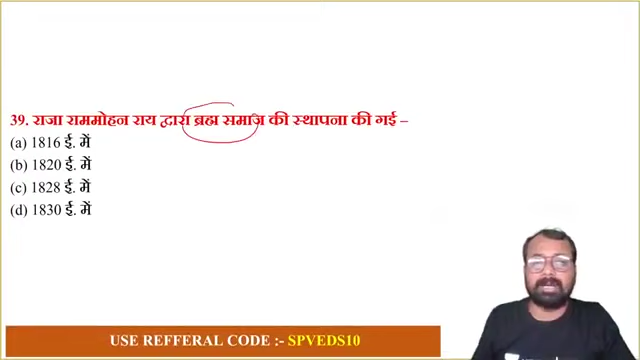 39. राजा राममोहन राय द्वारा ब्रह्म समाज की स्थापना की गई –
(a) 1816 ई. में
(b) 1820 ई. में
(c) 1828 ई. में
(d) 1830 ई. में
USE REFFERAL CODE :- SPVEDS10